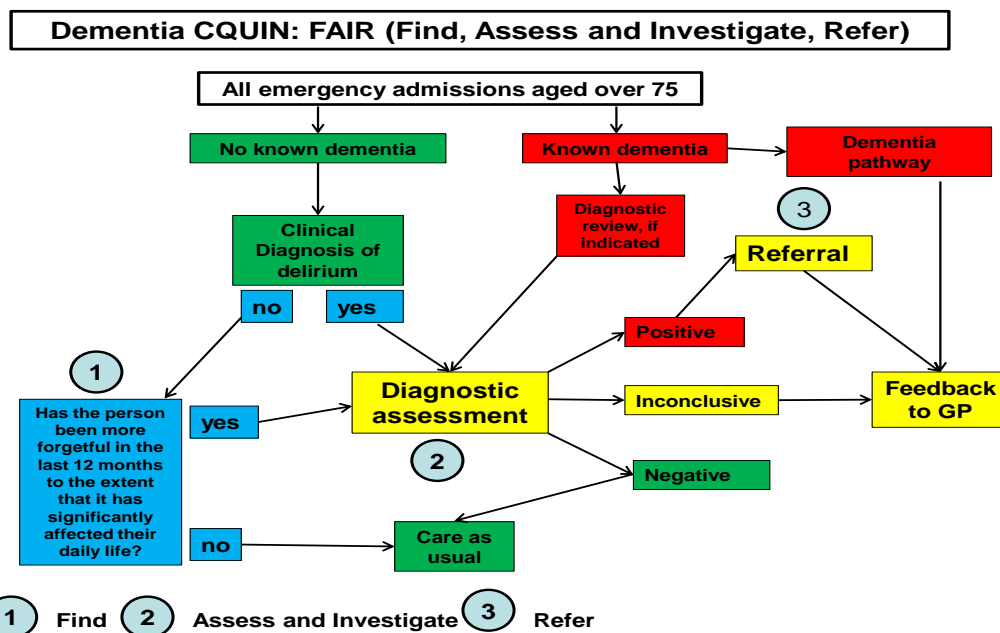 Dementia CQUIN: FAIR (Find, Assess and Investigate, Refer)
All emergency admissions aged over 75
No known dementia
Known dementia
Dementia
pathway
Clinical
Diagnosis of
delirium
Diagnostic
review, if
indicated
3
Referral
no
yes
Positive
1
Has the person
been more
forgetful in the
last 12 months
to the extent
that it has
significantly
affected their
daily life?
yes
Diagnostic
assessment
Inconclusive
Feedback
to GP
2
Negative
no
Care as
usual
1 Find 2 Assess and Investigate 3 Refer